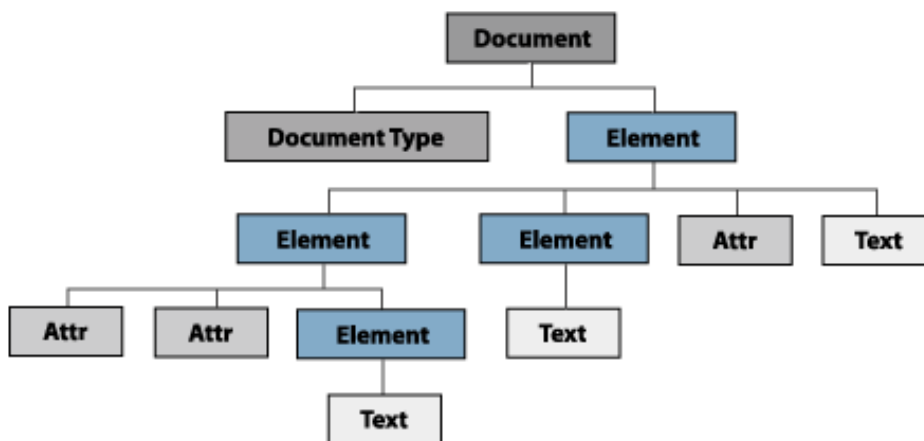 Document
Document Type
Element
Element
Element
Attr
Text
Attr
Attr
Element
Text
Text